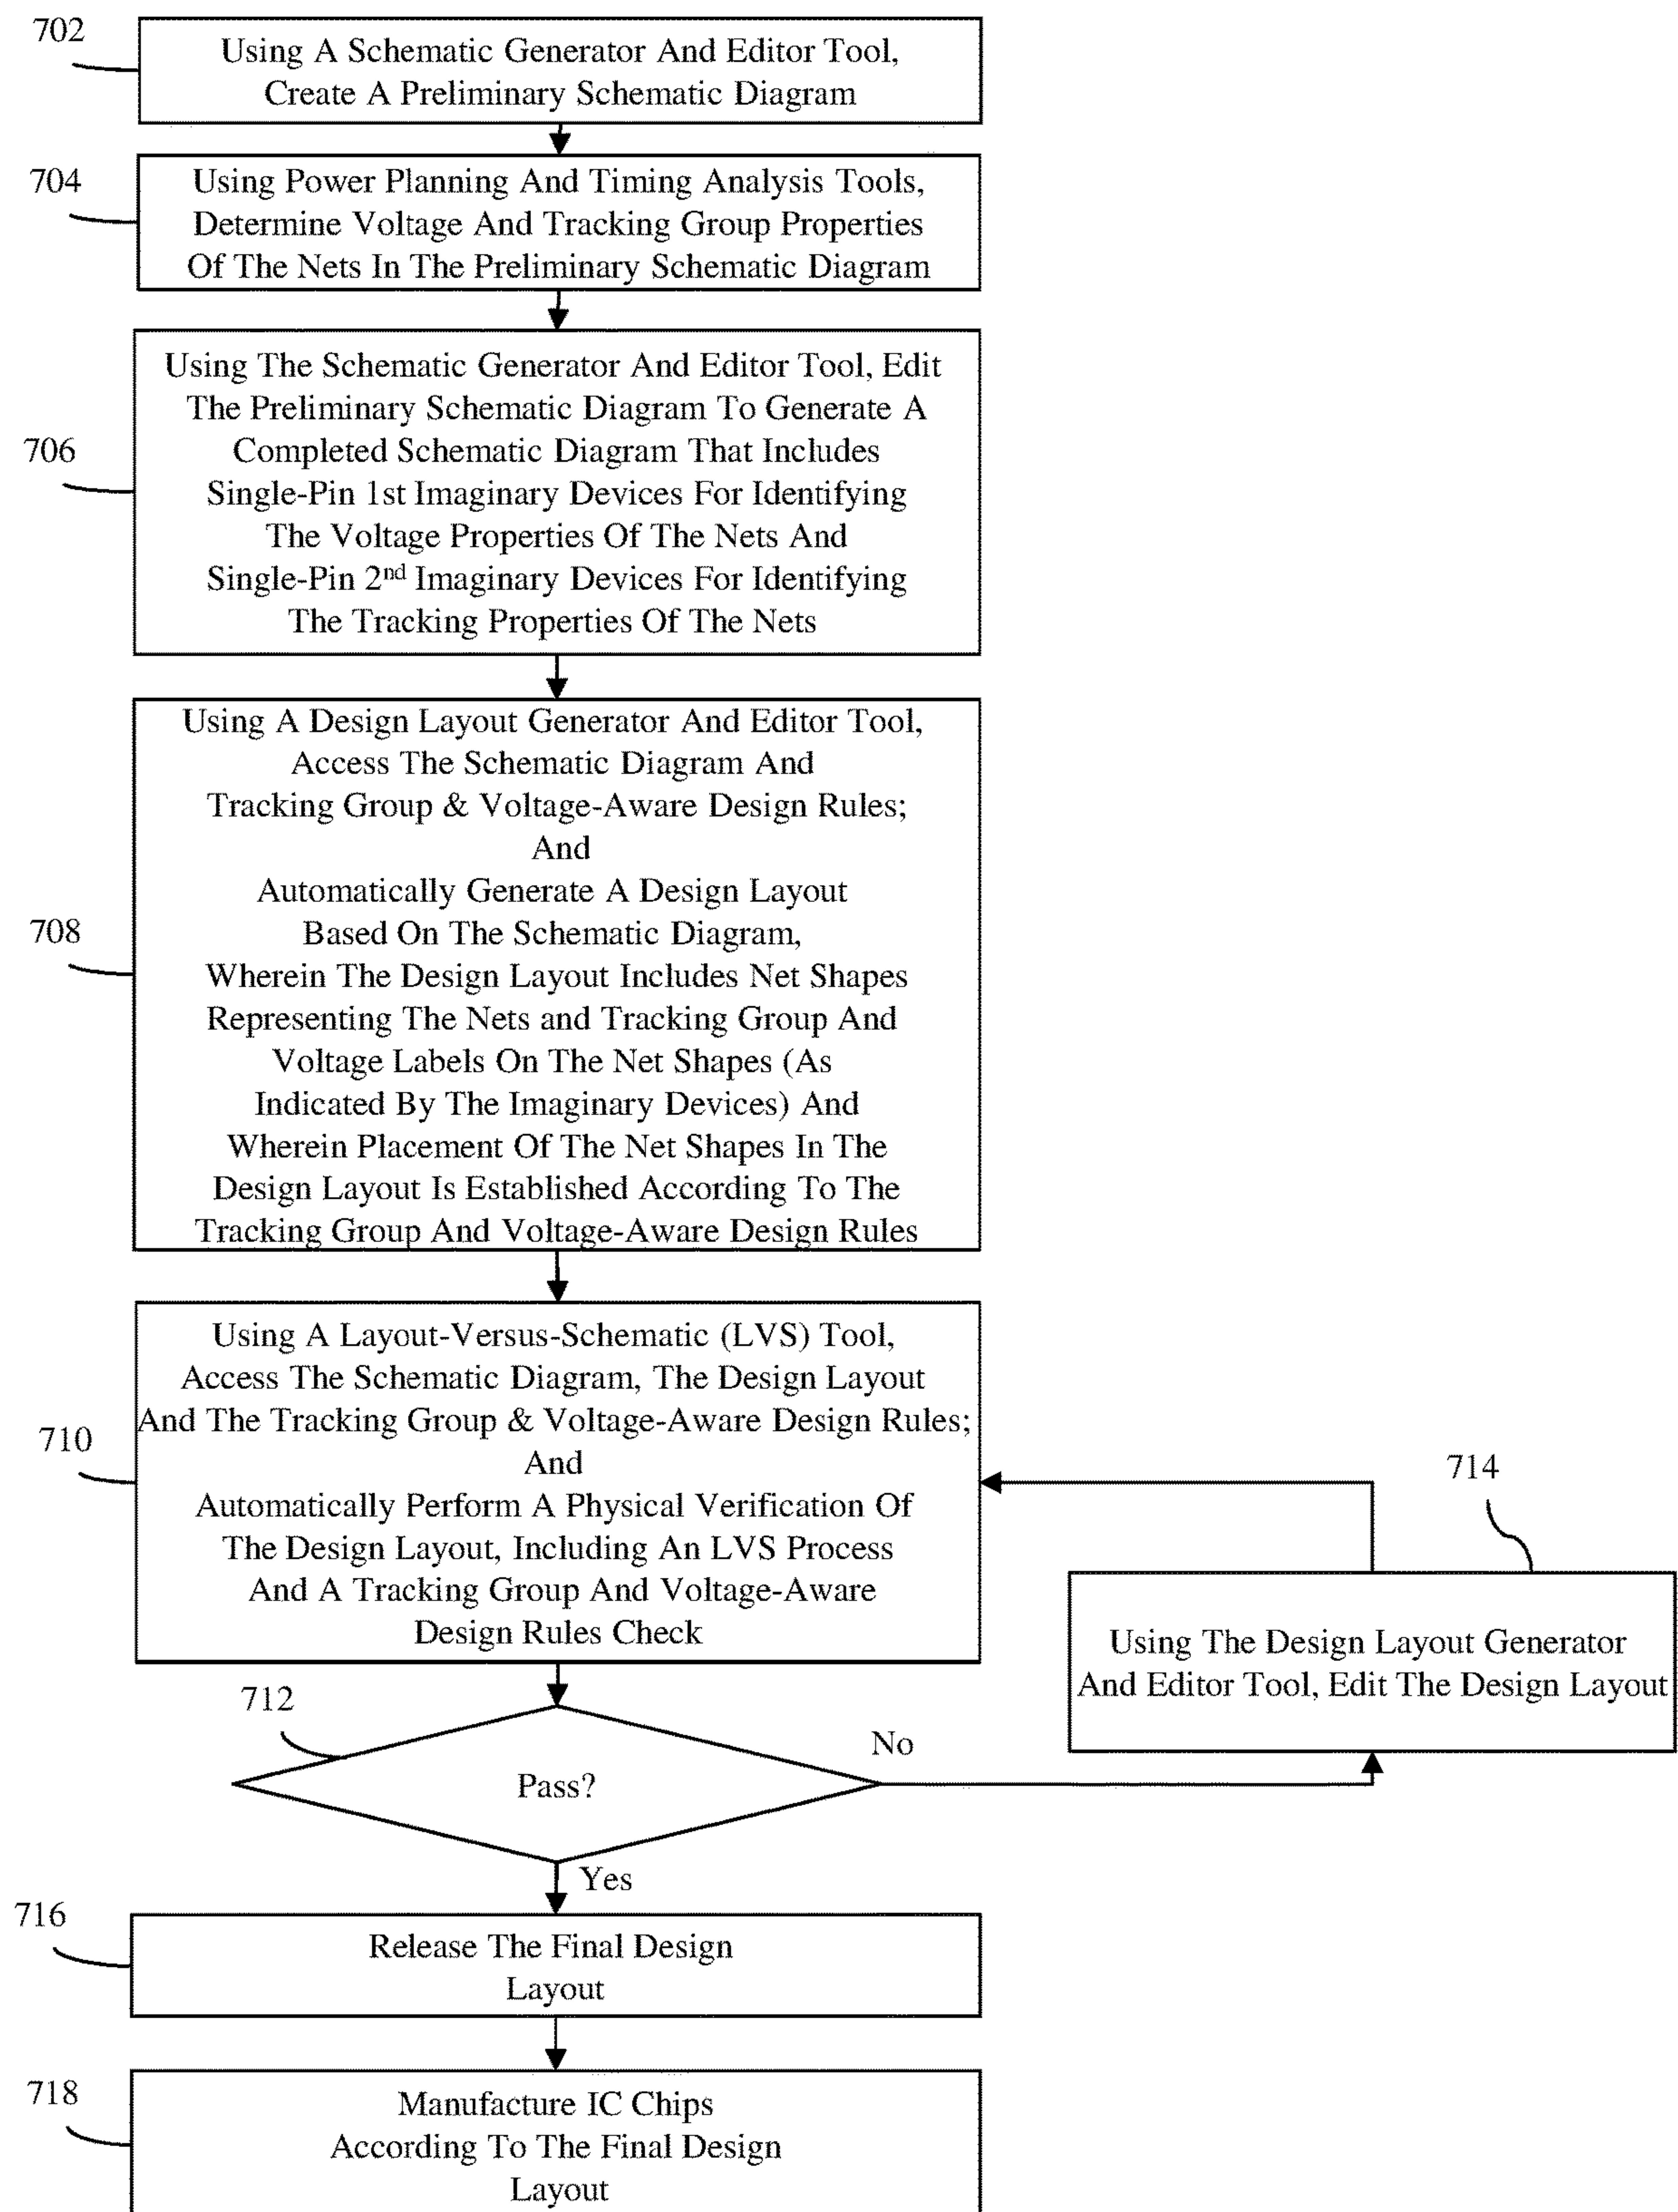 702
Using A Schematic Generator And Editor Tool,
Create A Preliminary Schematic Diagram
704
Using Power Planning And Timing Analysis Tools,
Determine Voltage And Tracking Group Properties
Of The Nets In The Preliminary Schematic Diagram
706
Using The Schematic Generator And Editor Tool, Edit
The Preliminary Schematic Diagram To Generate A
Completed Schematic Diagram That Includes
Single-Pin 1st Imaginary Devices For Identifying
The Voltage Properties Of The Nets And
Single-Pin 2nd Imaginary Devices For Identifying
The Tracking Properties Of The Nets
708
Using A Design Layout Generator And Editor Tool,
Access The Schematic Diagram And
Tracking Group & Voltage-Aware Design Rules;
And
Automatically Generate A Design Layout
Based On The Schematic Diagram,
Wherein The Design Layout Includes Net Shapes
Representing The Nets and Tracking Group And
Voltage Labels On The Net Shapes (As
Indicated By The Imaginary Devices) And
Wherein Placement Of The Net Shapes In The
Design Layout Is Established According To The
Tracking Group And Voltage-Aware Design Rules
710
Using A Layout-Versus-Schematic (LVS) Tool,
Access The Schematic Diagram, The Design Layout
And The Tracking Group & Voltage-Aware Design Rules;
And
Automatically Perform A Physical Verification Of
The Design Layout, Including An LVS Process
And A Tracking Group And Voltage-Aware
Design Rules Check
714
Using The Design Layout Generator
And Editor Tool, Edit The Design Layout
712
Pass?
No
Yes
716
Release The Final Design
Layout
718
Manufacture IC Chips
According To The Final Design
Layout